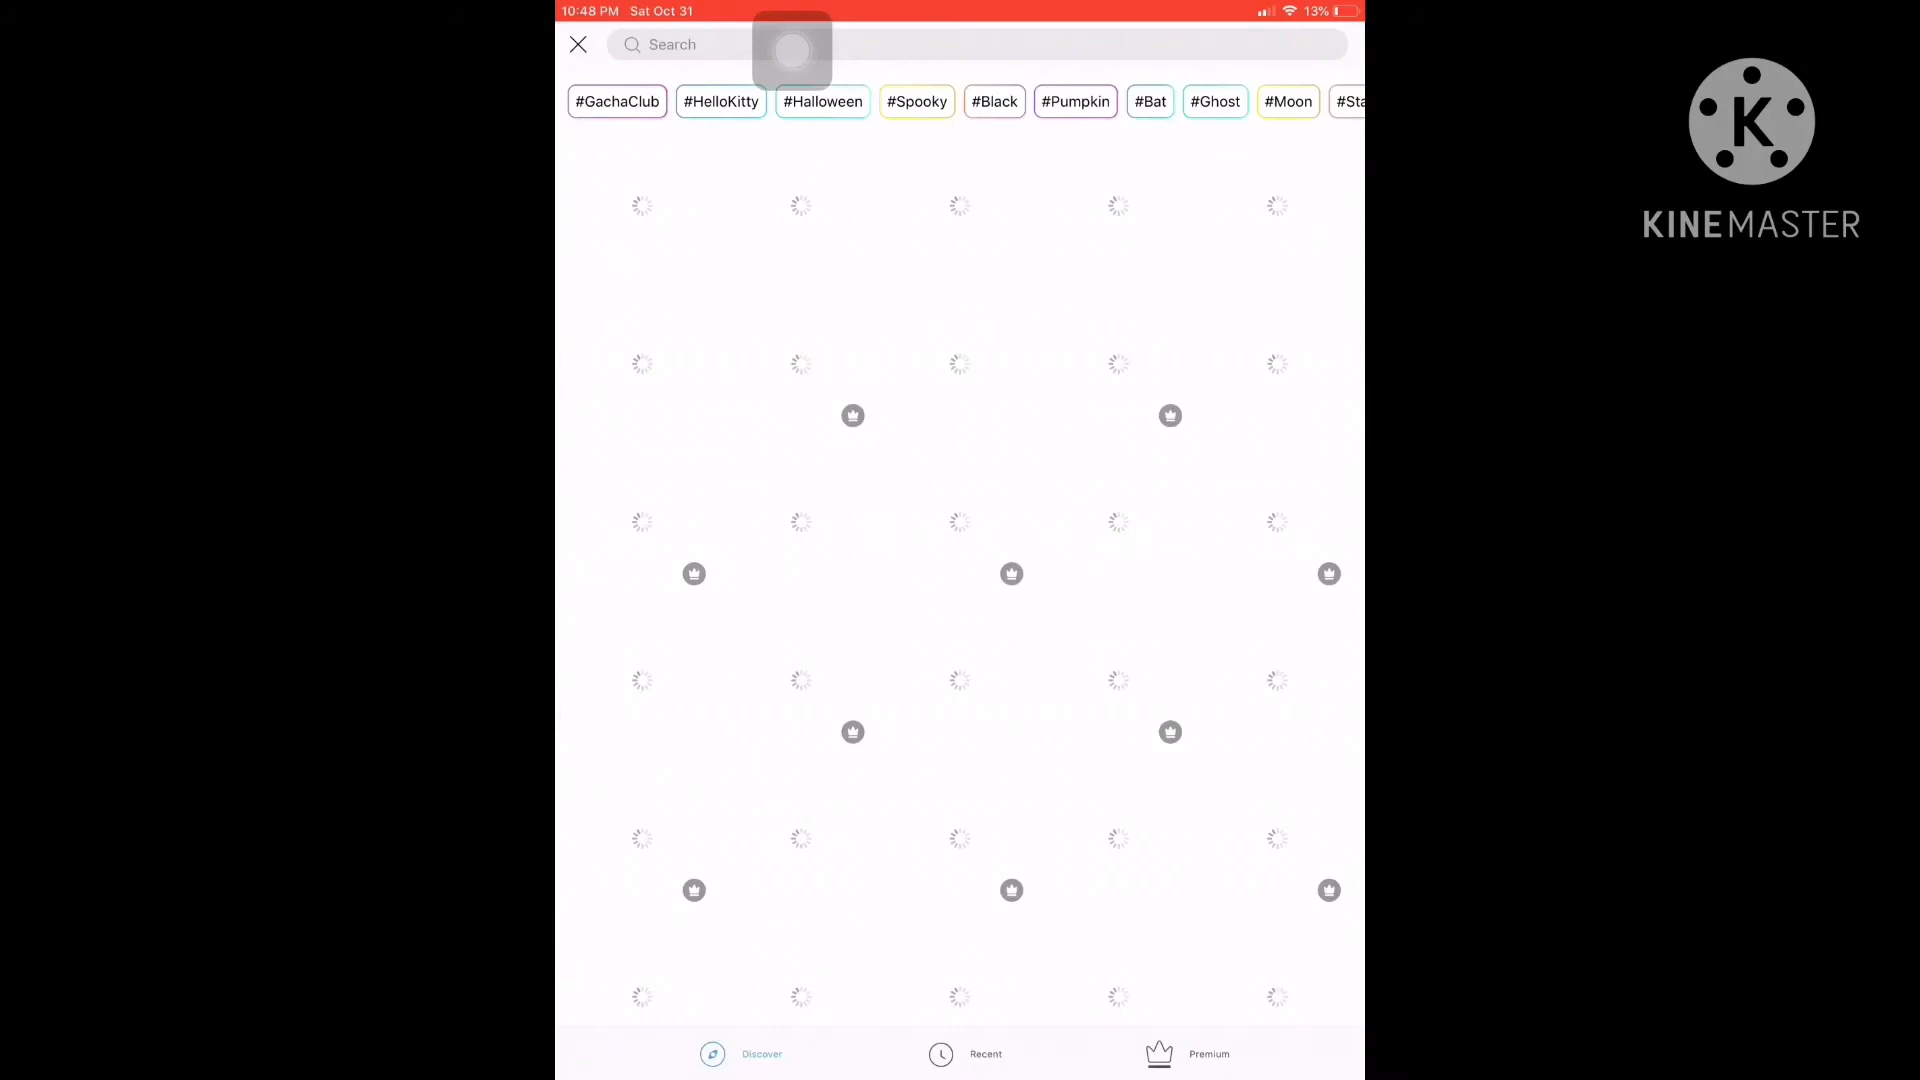 10:48 PM Sat Oct 31 13%
Search
#GachaClub #HelloKitty #Halloween #Spooky #Black #Pumpkin #Bat #Ghost #Moon #Sta
K
KINEMASTER
Discover Recent Premium